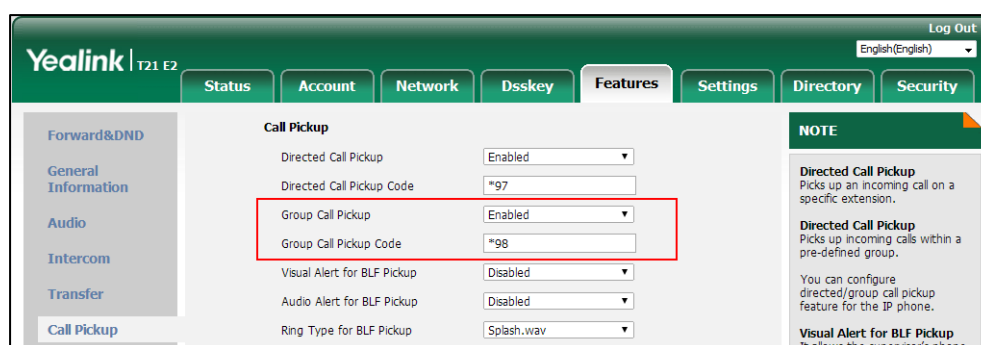 Log Out
Yealink T21 E2
English(English)
Status Account Network Dsskey Features Settings Directory Security
Forward&DND
General
Information
Audio
Intercom
Transfer
Call Pickup
Call Pickup
Directed Call Pickup Enabled
Directed Call Pickup Code *97
Group Call Pickup Enabled
Group Call Pickup Code *98
Visual Alert for BLF Pickup Disabled
Audio Alert for BLF Pickup Disabled
Ring Type for BLF Pickup Splash.wav
NOTE
Directed Call Pickup
Picks up an incoming call on a
specific extension.
Directed Call Pickup
Picks up incoming calls within a
pre-defined group.
You can configure
directed/group call pickup
feature for the IP phone.
Visual Alert for BLF Pickup